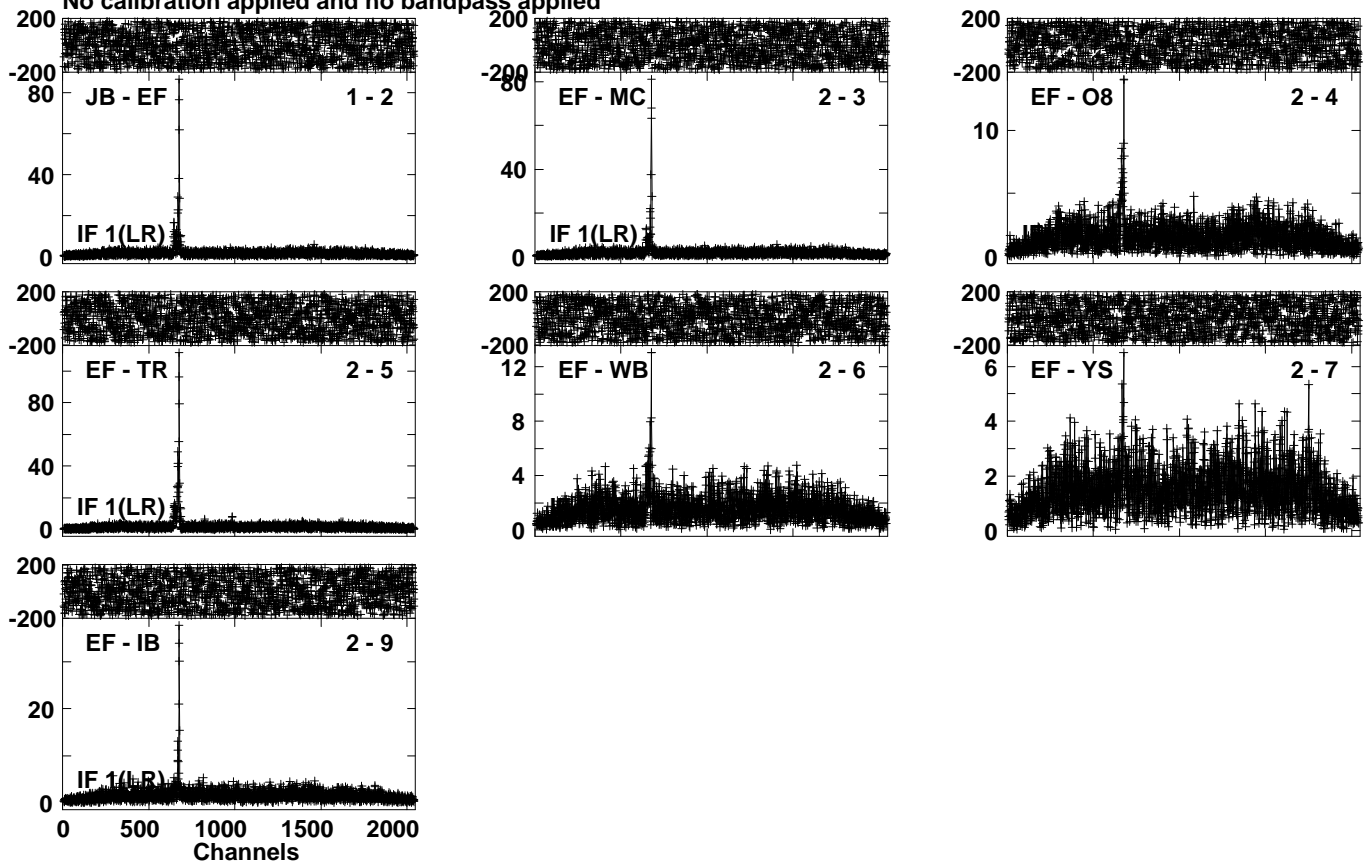 No calibration applied and no bandpass applied
200
-200
80
40
0
JB - EF
1 - 2
IF 1(LR)
200
-200
80
40
0
EF - MC
2 - 3
IF 1(LR)
200
-200
10
0
EF - O8
2 - 4
200
-200
80
40
0
EF - TR
2 - 5
IF 1(LR)
200
-200
12
8
4
0
EF - WB
2 - 6
200
-200
6
4
2
0
EF - YS
2 - 7
200
-200
20
0
EF - IB
2 - 9
IF 1(LR)
0
500
1000
1500
2000
Channels